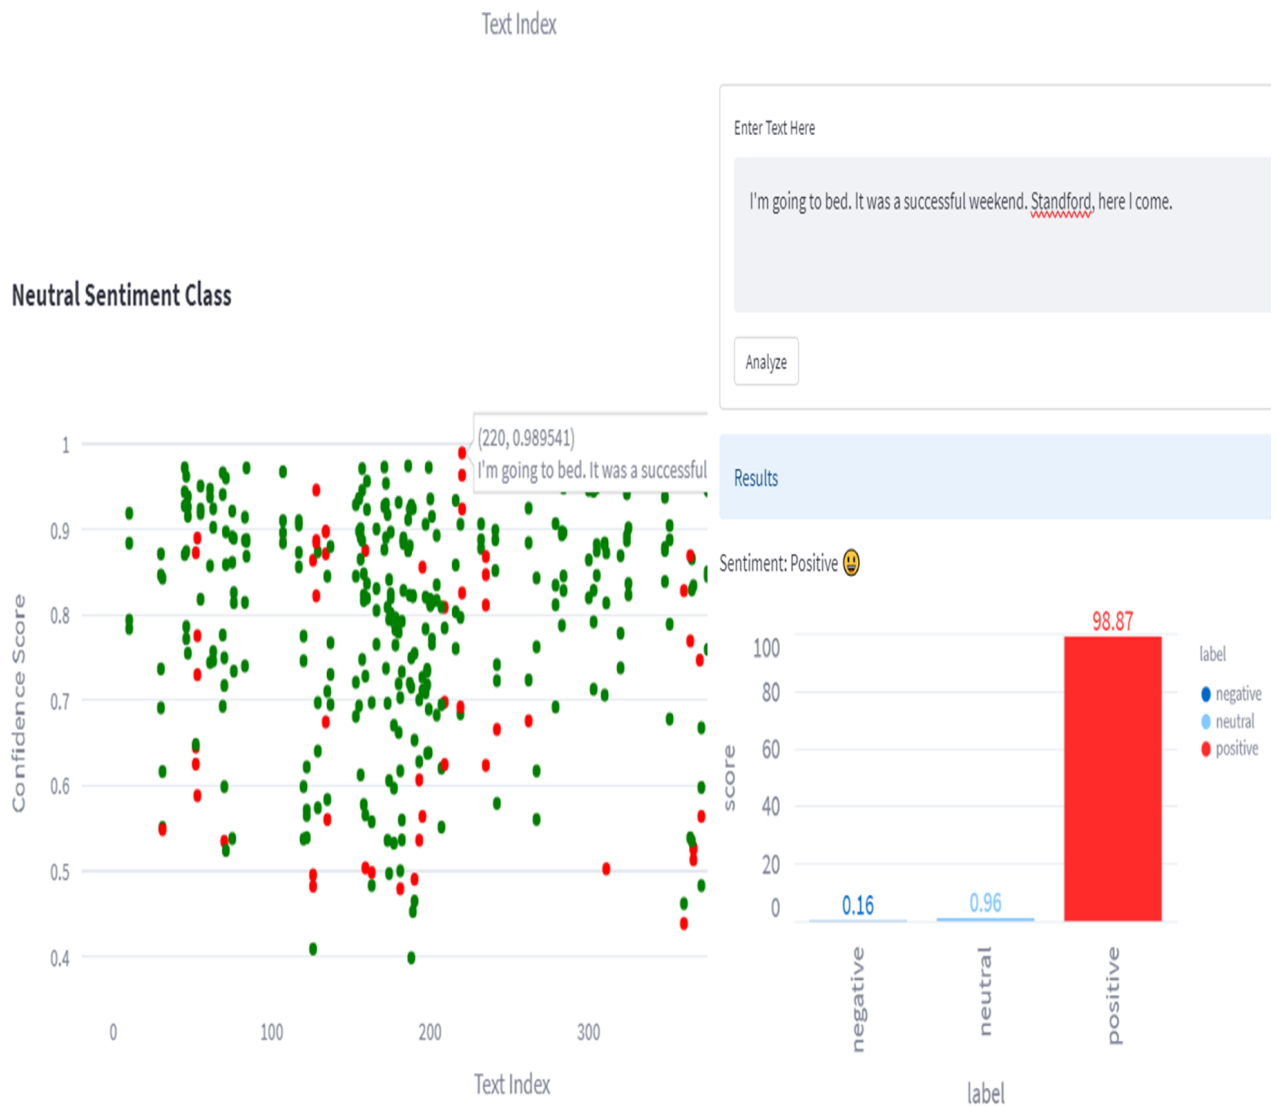 Text Index
Neutral Sentiment Class
(220, 0.989541)
I'm going to bed. It was a successful
1
0.9
0.8
0.7
0.6
0.5
0.4
Confidence Score
0
100
200
300
Text Index
Enter Text Here
I'm going to bed. It was a successful weekend. Standford, here I come.
Analyze
Results
Sentiment: Positive 😀
98.87
100
80
60
40
20
0
score
0.16
0.96
negative
neutral
positive
label
label
negative
neutral
positive